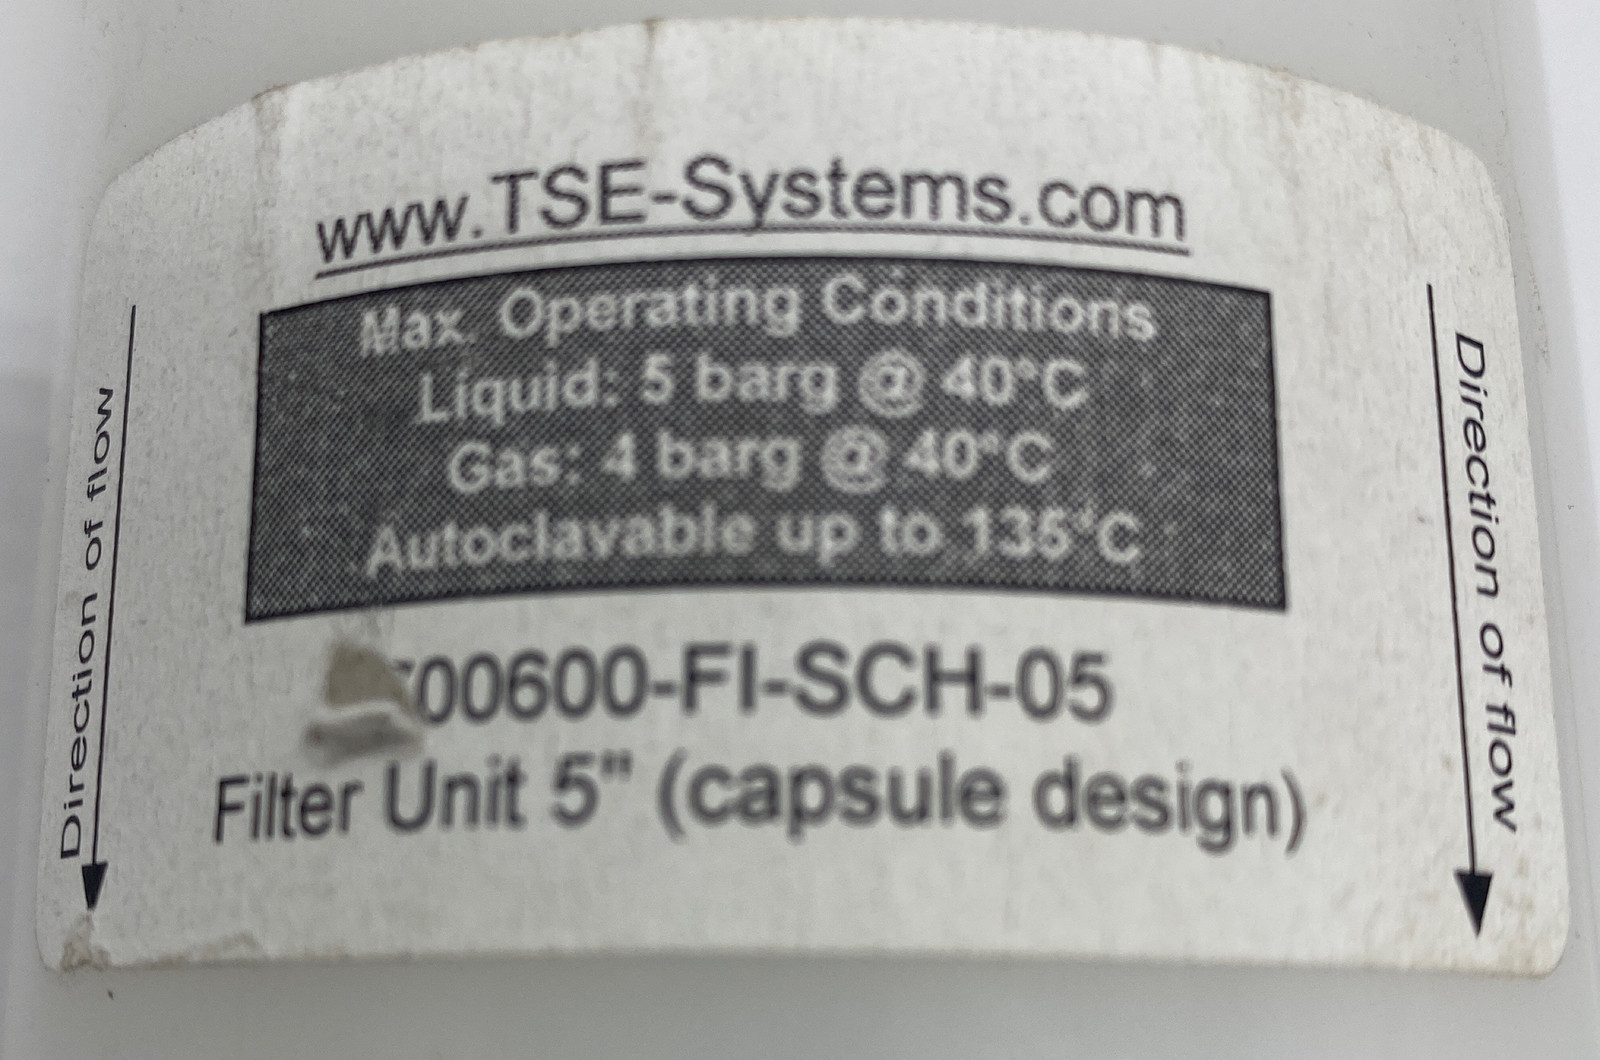 www.TSE-Systems.com
Max. Operating Conditions
Liquid: 5 barg @ 40°C
Gas: 4 barg @ 40°C
Autoclavable up to 135°C
00600-FI-SCH-05
Filter Unit 5" (capsule design)
Direction of flow
Direction of flow